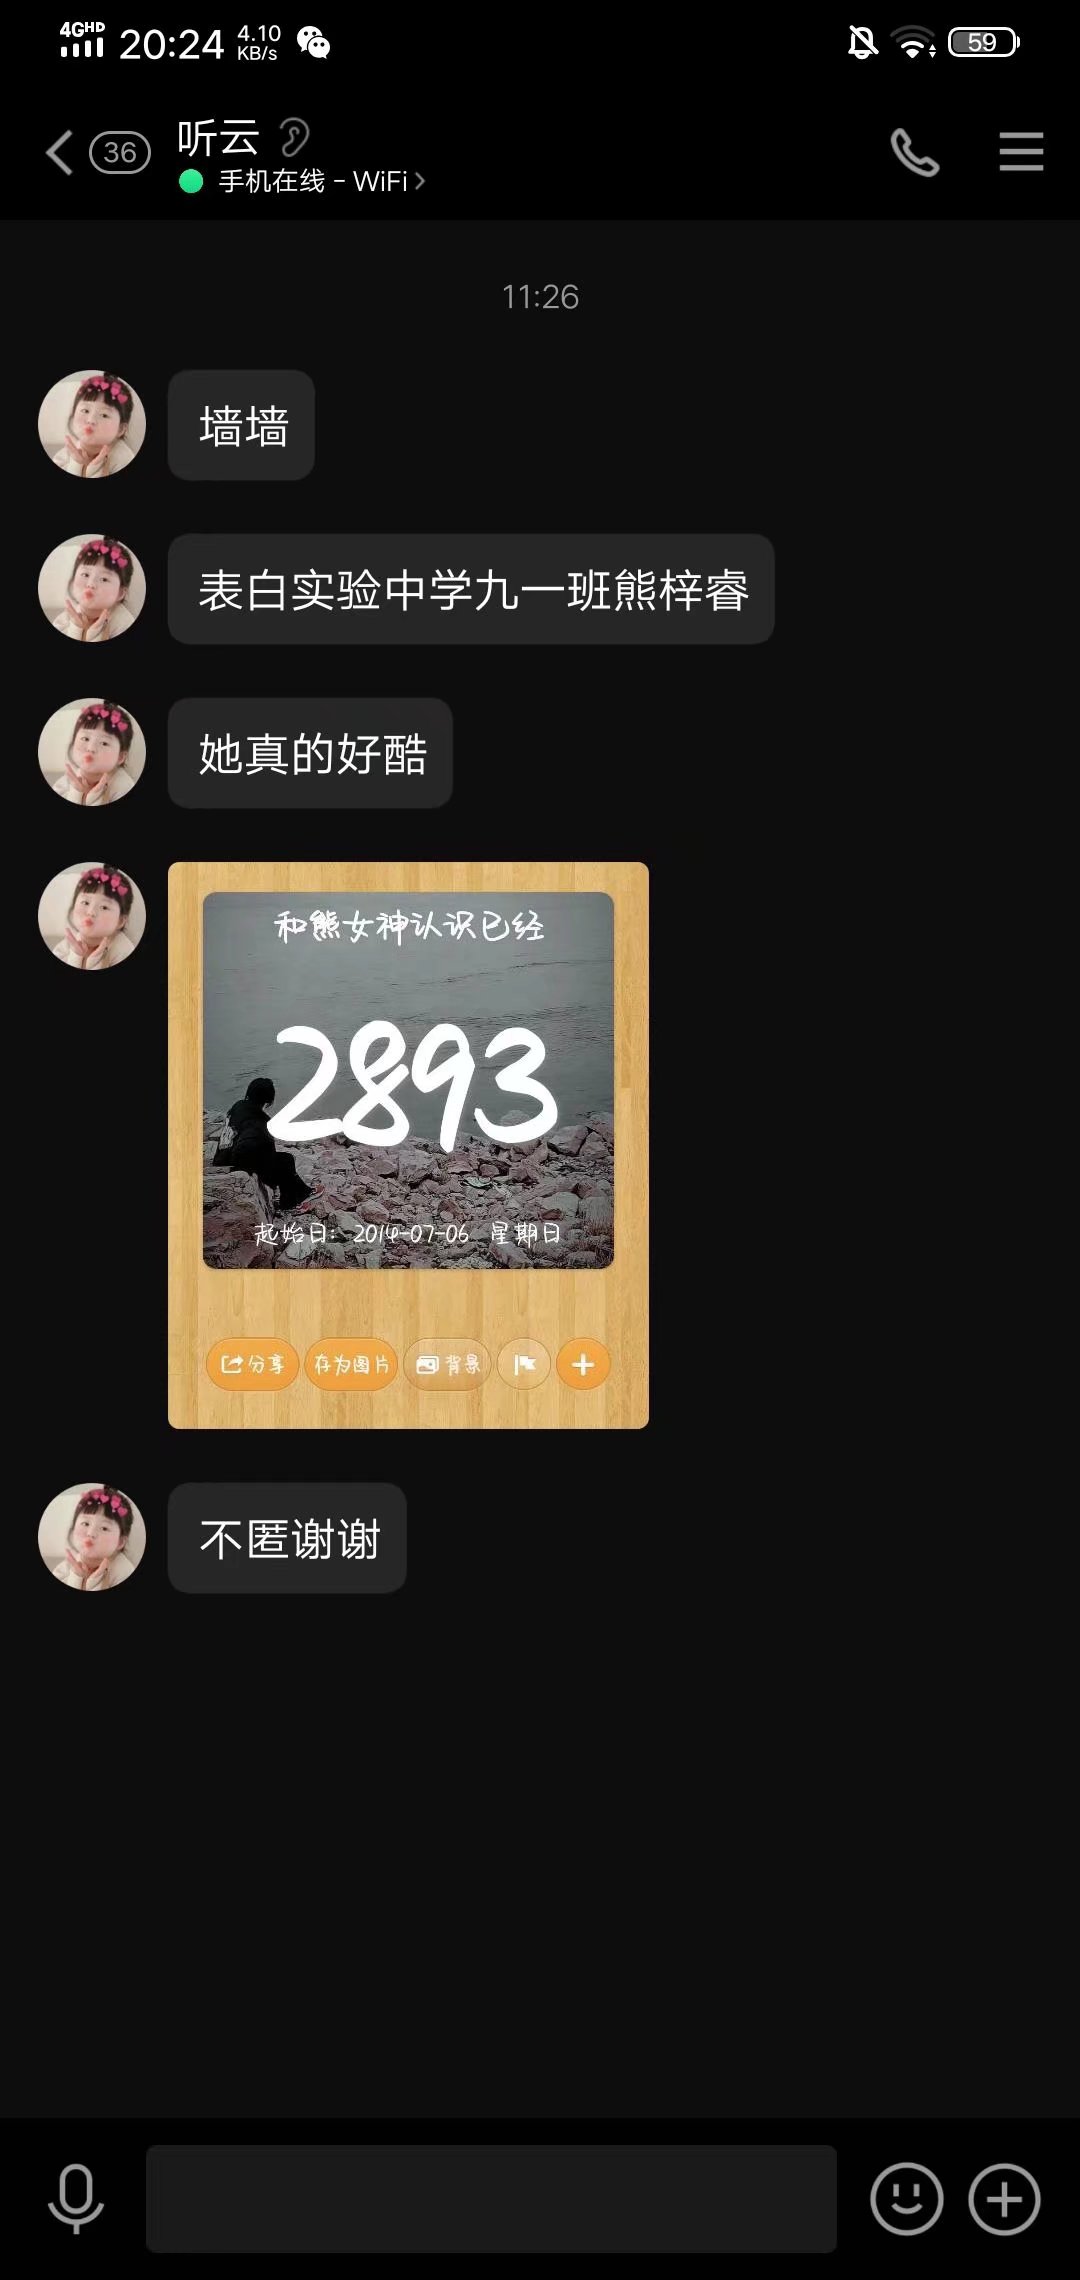 4GHD 20:24 4.10 KB/s 59
36 听云
手机在线 - WiFi
11:26
墙墙
表白实验中学九一班熊梓睿
她真的好酷
和熊女神认识已经
2893
起始日: 2014-07-06 星期日
分享 存为图片 背景
不匿谢谢